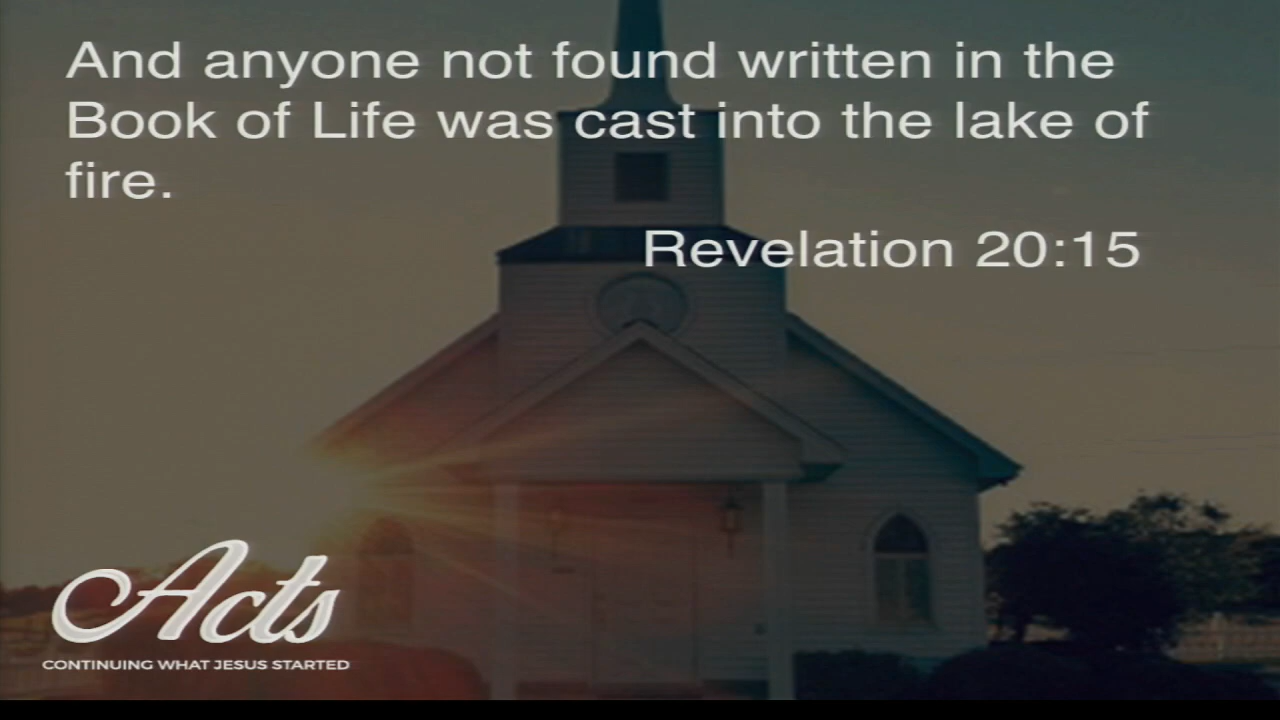 And anyone not found written in the
Book of Life was cast into the lake of
fire.
Revelation 20:15
Acts
CONTINUING WHAT JESUS STARTED